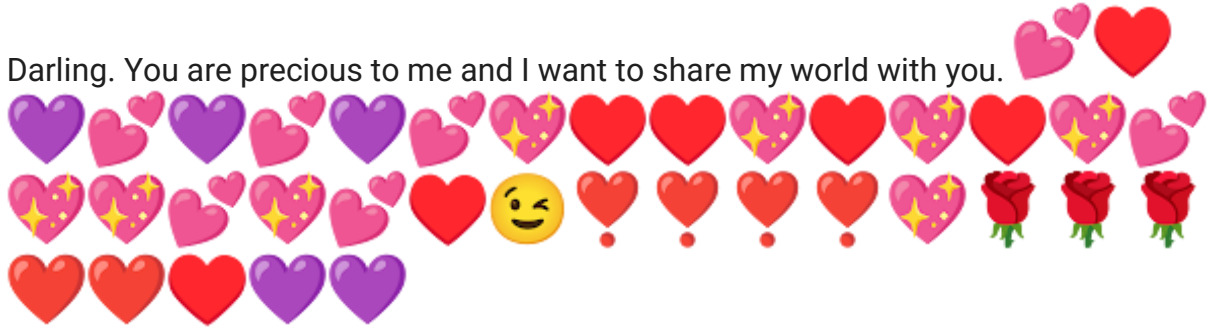 Darling. You are precious to me and I want to share my world with you. 💕❤️
💜💕💜💕💜💕💖❤️❤️💖❤️💖❤️💖💕
💖💖💕💖💕❤️😉❣️❣️❣️❣️💖🌹🌹🌹
❤️❤️❤️💜💜